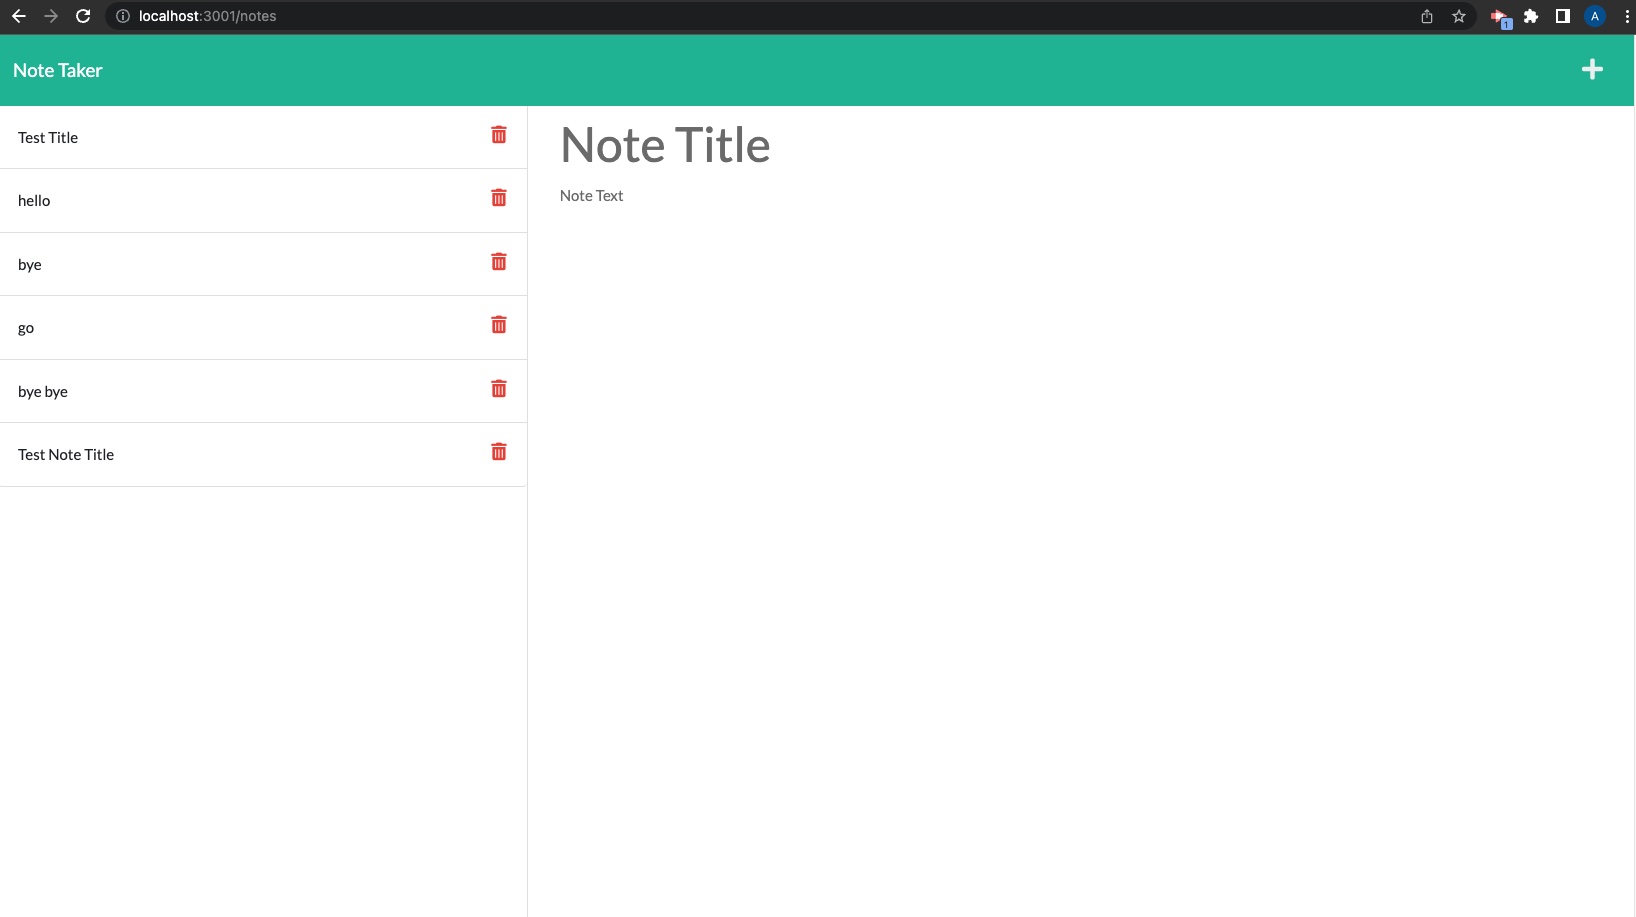 localhost:3001/notes
1
A
Note Taker
Test Title
hello
bye
go
bye bye
Test Note Title
Note Title
Note Text